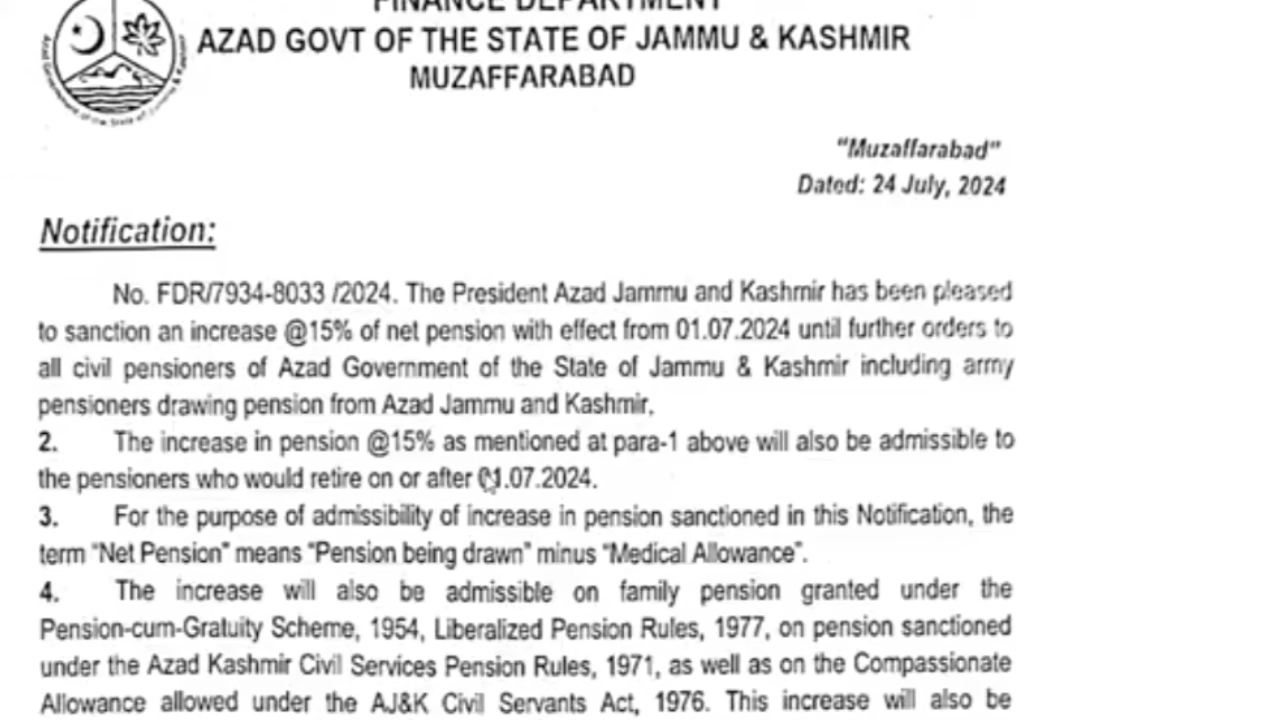 FINANCE DEPARTMENT
AZAD GOVT OF THE STATE OF JAMMU & KASHMIR
MUZAFFARABAD
"Muzaffarabad"
Dated: 24 July, 2024
Notification:
No. FDR/7934-8033 /2024. The President Azad Jammu and Kashmir has been pleased
to sanction an increase @15% of net pension with effect from 01.07.2024 until further orders to
all civil pensioners of Azad Government of the State of Jammu & Kashmir including army
pensioners drawing pension from Azad Jammu and Kashmir.
2. The increase in pension @15% as mentioned at para-1 above will also be admissible to
the pensioners who would retire on or after 01.07.2024.
3. For the purpose of admissibility of increase in pension sanctioned in this Notification, the
term "Net Pension" means "Pension being drawn" minus "Medical Allowance".
4. The increase will also be admissible on family pension granted under the
Pension-cum-Gratuity Scheme, 1954, Liberalized Pension Rules, 1977, on pension sanctioned
under the Azad Kashmir Civil Services Pension Rules, 1971, as well as on the Compassionate
Allowance allowed under the AJ&K Civil Servants Act, 1976. This increase will also be